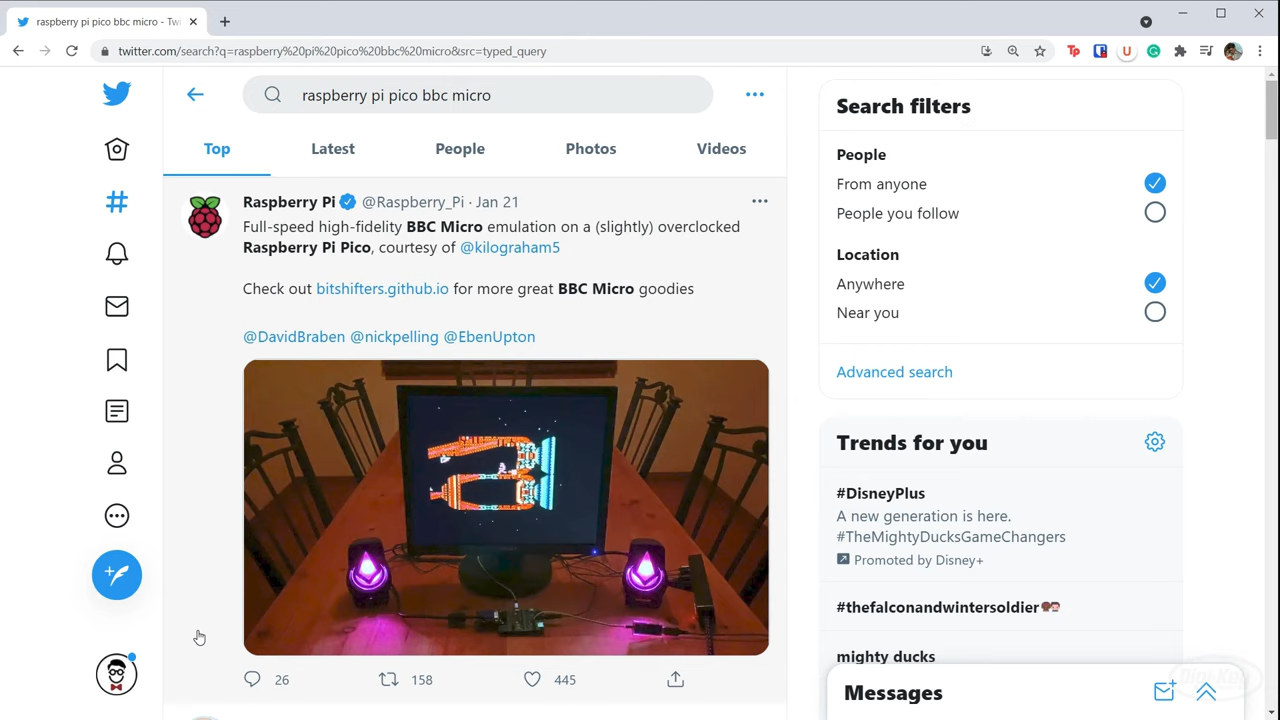 raspberry pi pico bbc micro - Twi
twitter.com/search?q=raspberry%20pi%20pico%20bbc%20micro&src=typed_query
raspberry pi pico bbc micro
Top Latest People Photos Videos
Raspberry Pi @Raspberry_Pi · Jan 21
Full-speed high-fidelity BBC Micro emulation on a (slightly) overclocked
Raspberry Pi Pico, courtesy of @kilograham5
Check out bitshifters.github.io for more great BBC Micro goodies
@DavidBraben @nickpelling @EbenUpton
26 158 445
Search filters
People
From anyone
People you follow
Location
Anywhere
Near you
Advanced search
Trends for you
#DisneyPlus
A new generation is here.
#TheMightyDucksGameChangers
Promoted by Disney+
#thefalconandwintersoldier
mighty ducks
Messages
Digi-Key